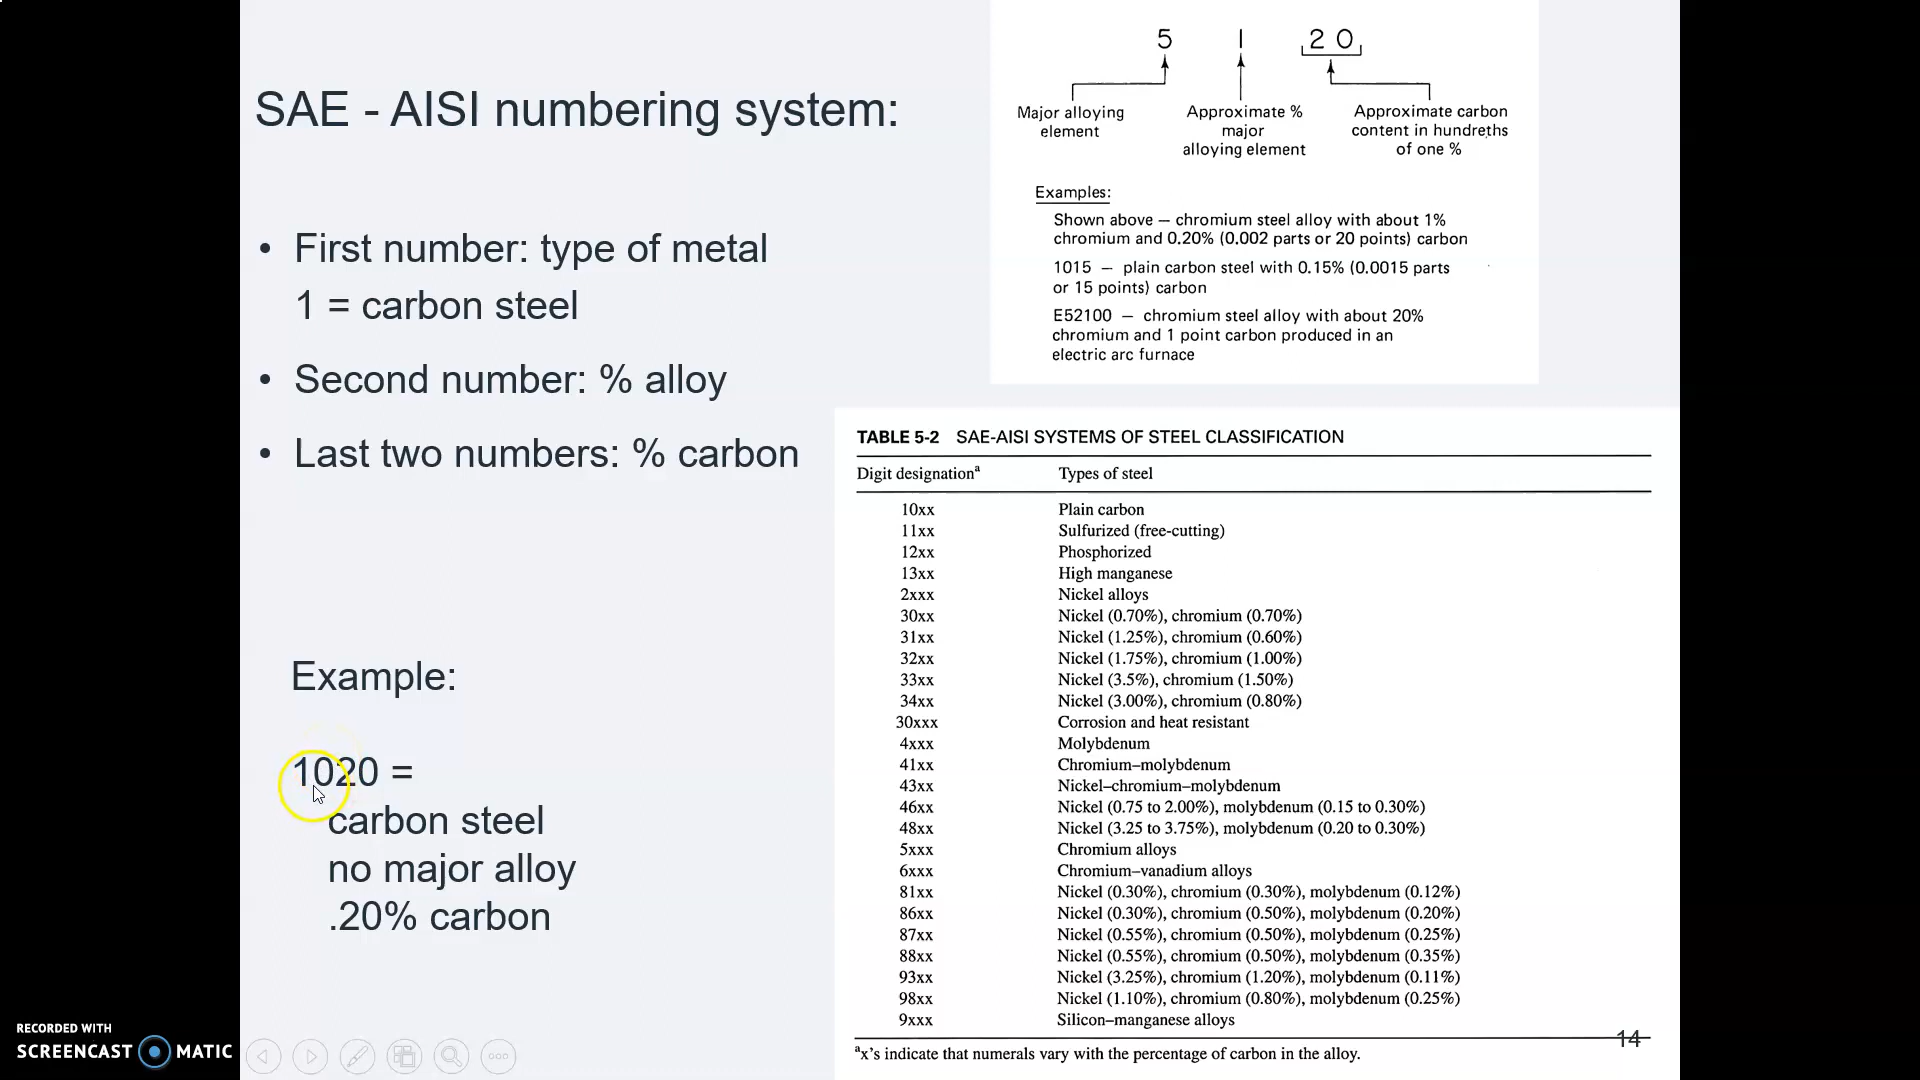 SAE - AISI numbering system:
• First number: type of metal
1 = carbon steel
• Second number: % alloy
• Last two numbers: % carbon
Example:
1020 =
carbon steel
no major alloy
.20% carbon
5 1 20
Major alloying
element
Approximate %
major
alloying element
Approximate carbon
content in hundreths
of one %
Examples:
Shown above — chromium steel alloy with about 1%
chromium and 0.20% (0.002 parts or 20 points) carbon
1015 — plain carbon steel with 0.15% (0.0015 parts
or 15 points) carbon
E52100 — chromium steel alloy with about 20%
chromium and 1 point carbon produced in an
electric arc furnace
TABLE 5-2 SAE-AISI SYSTEMS OF STEEL CLASSIFICATION
Digit designationᵃ Types of steel
10xx Plain carbon
11xx Sulfurized (free-cutting)
12xx Phosphorized
13xx High manganese
2xxx Nickel alloys
30xx Nickel (0.70%), chromium (0.70%)
31xx Nickel (1.25%), chromium (0.60%)
32xx Nickel (1.75%), chromium (1.00%)
33xx Nickel (3.5%), chromium (1.50%)
34xx Nickel (3.00%), chromium (0.80%)
30xxx Corrosion and heat resistant
4xxx Molybdenum
41xx Chromium–molybdenum
43xx Nickel–chromium–molybdenum
46xx Nickel (0.75 to 2.00%), molybdenum (0.15 to 0.30%)
48xx Nickel (3.25 to 3.75%), molybdenum (0.20 to 0.30%)
5xxx Chromium alloys
6xxx Chromium–vanadium alloys
81xx Nickel (0.30%), chromium (0.30%), molybdenum (0.12%)
86xx Nickel (0.30%), chromium (0.50%), molybdenum (0.20%)
87xx Nickel (0.55%), chromium (0.50%), molybdenum (0.25%)
88xx Nickel (0.55%), chromium (0.50%), molybdenum (0.35%)
93xx Nickel (3.25%), chromium (1.20%), molybdenum (0.11%)
98xx Nickel (1.10%), chromium (0.80%), molybdenum (0.25%)
9xxx Silicon–manganese alloys
ᵃx's indicate that numerals vary with the percentage of carbon in the alloy.
14
RECORDED WITH
SCREENCAST MATIC